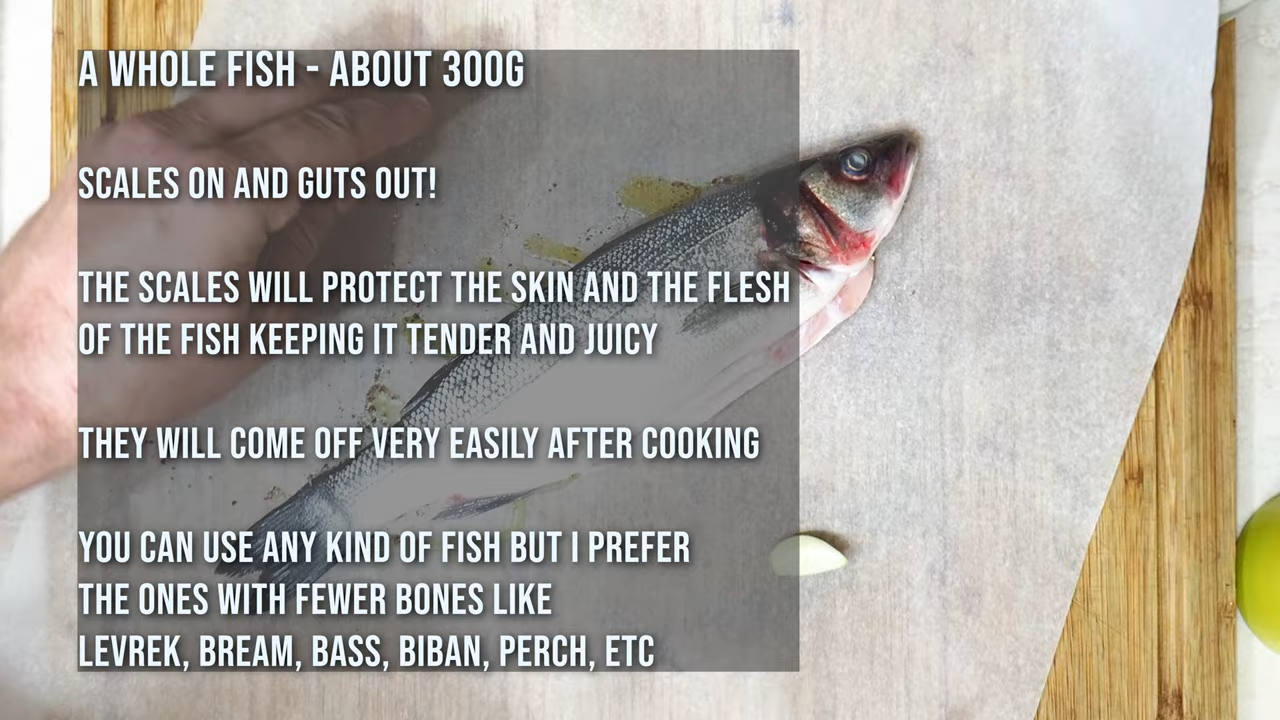 A WHOLE FISH - ABOUT 300G
SCALES ON AND GUTS OUT!
THE SCALES WILL PROTECT THE SKIN AND THE FLESH
OF THE FISH KEEPING IT TENDER AND JUICY
THEY WILL COME OFF VERY EASILY AFTER COOKING
YOU CAN USE ANY KIND OF FISH BUT I PREFER
THE ONES WITH FEWER BONES LIKE
LEVREK, BREAM, BASS, BIBAN, PERCH, ETC